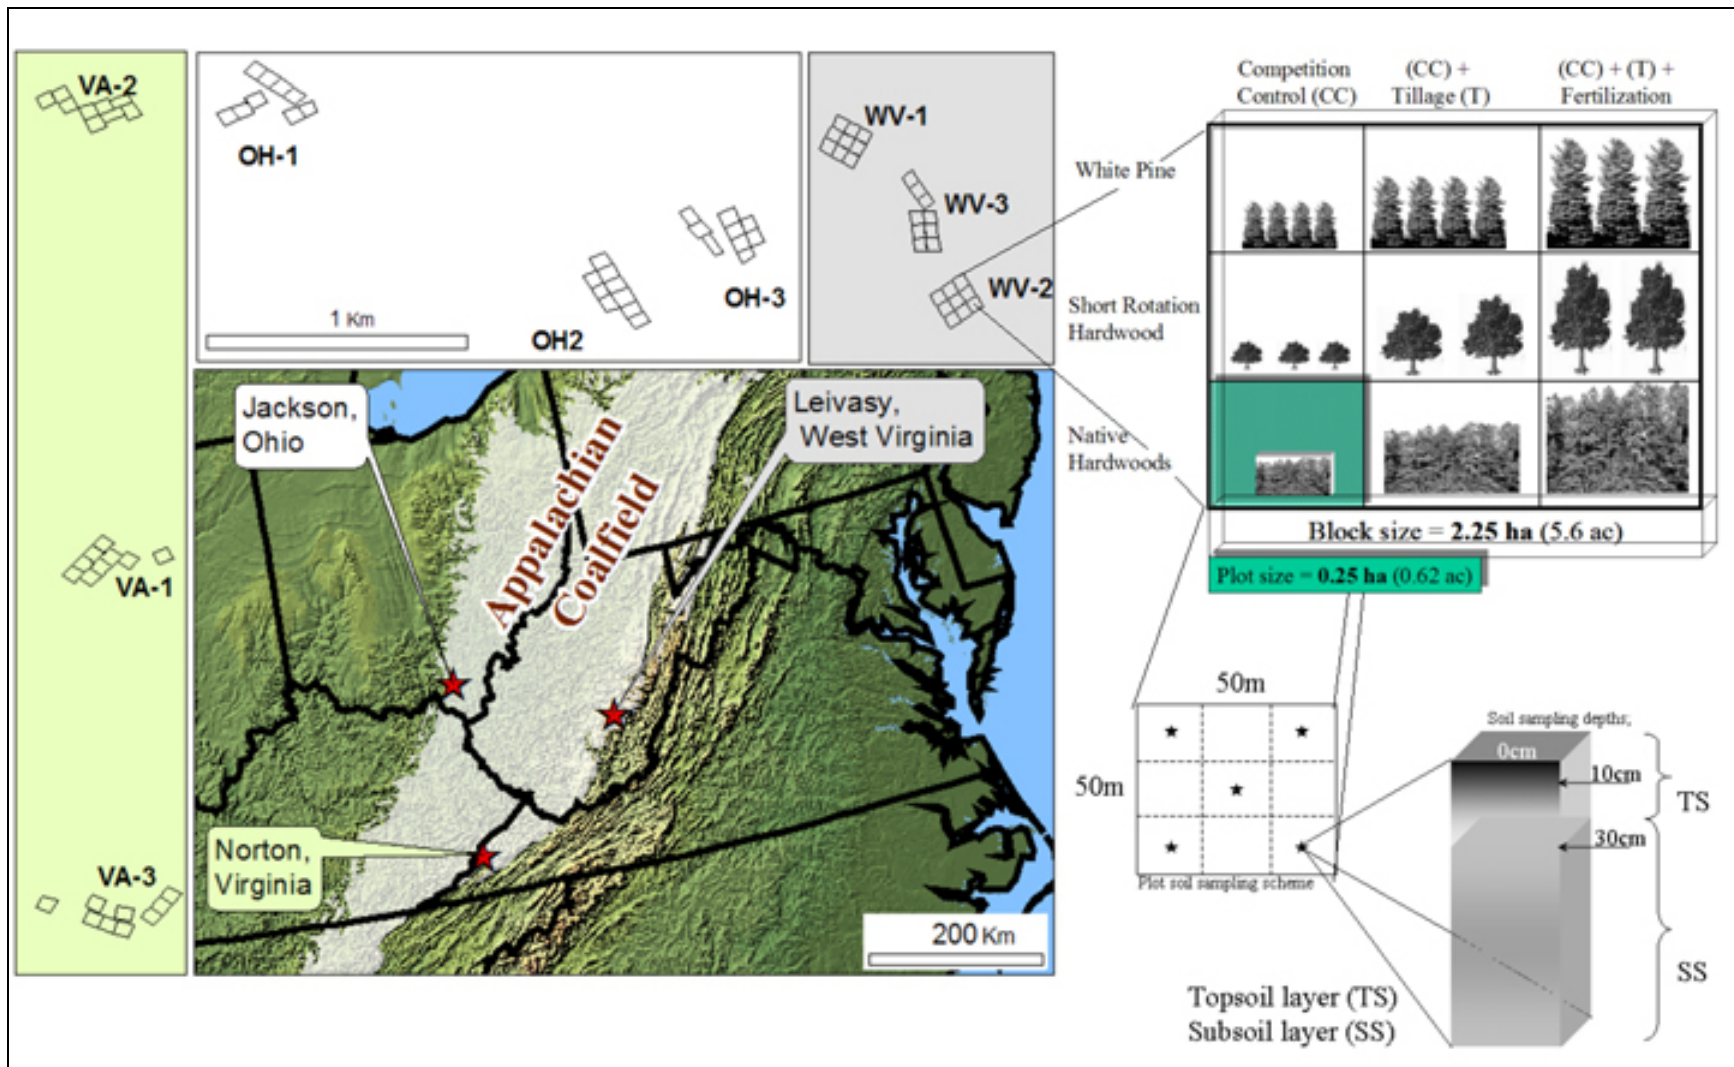 VA-2
VA-1
VA-3
OH-1
OH2
OH-3
1 Km
WV-1
WV-3
WV-2
Jackson,
Ohio
Leivasy,
West Virginia
Appalachian
Coalfield
Norton,
Virginia
200 Km
Competition
Control (CC)
(CC) +
Tillage (T)
(CC) + (T) +
Fertilization
White Pine
Short Rotation
Hardwood
Native
Hardwoods
Block size = 2.25 ha (5.6 ac)
Plot size = 0.25 ha (0.62 ac)
50m
50m
Plot soil sampling scheme
Soil sampling depths;
0cm
10cm
TS
30cm
SS
Topsoil layer (TS)
Subsoil layer (SS)